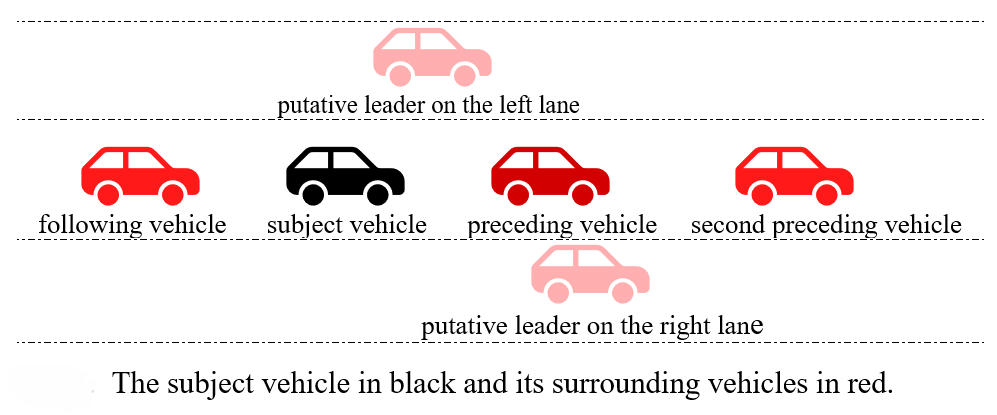 putative leader on the left lane
following vehicle subject vehicle preceding vehicle second preceding vehicle
putative leader on the right lane
The subject vehicle in black and its surrounding vehicles in red.